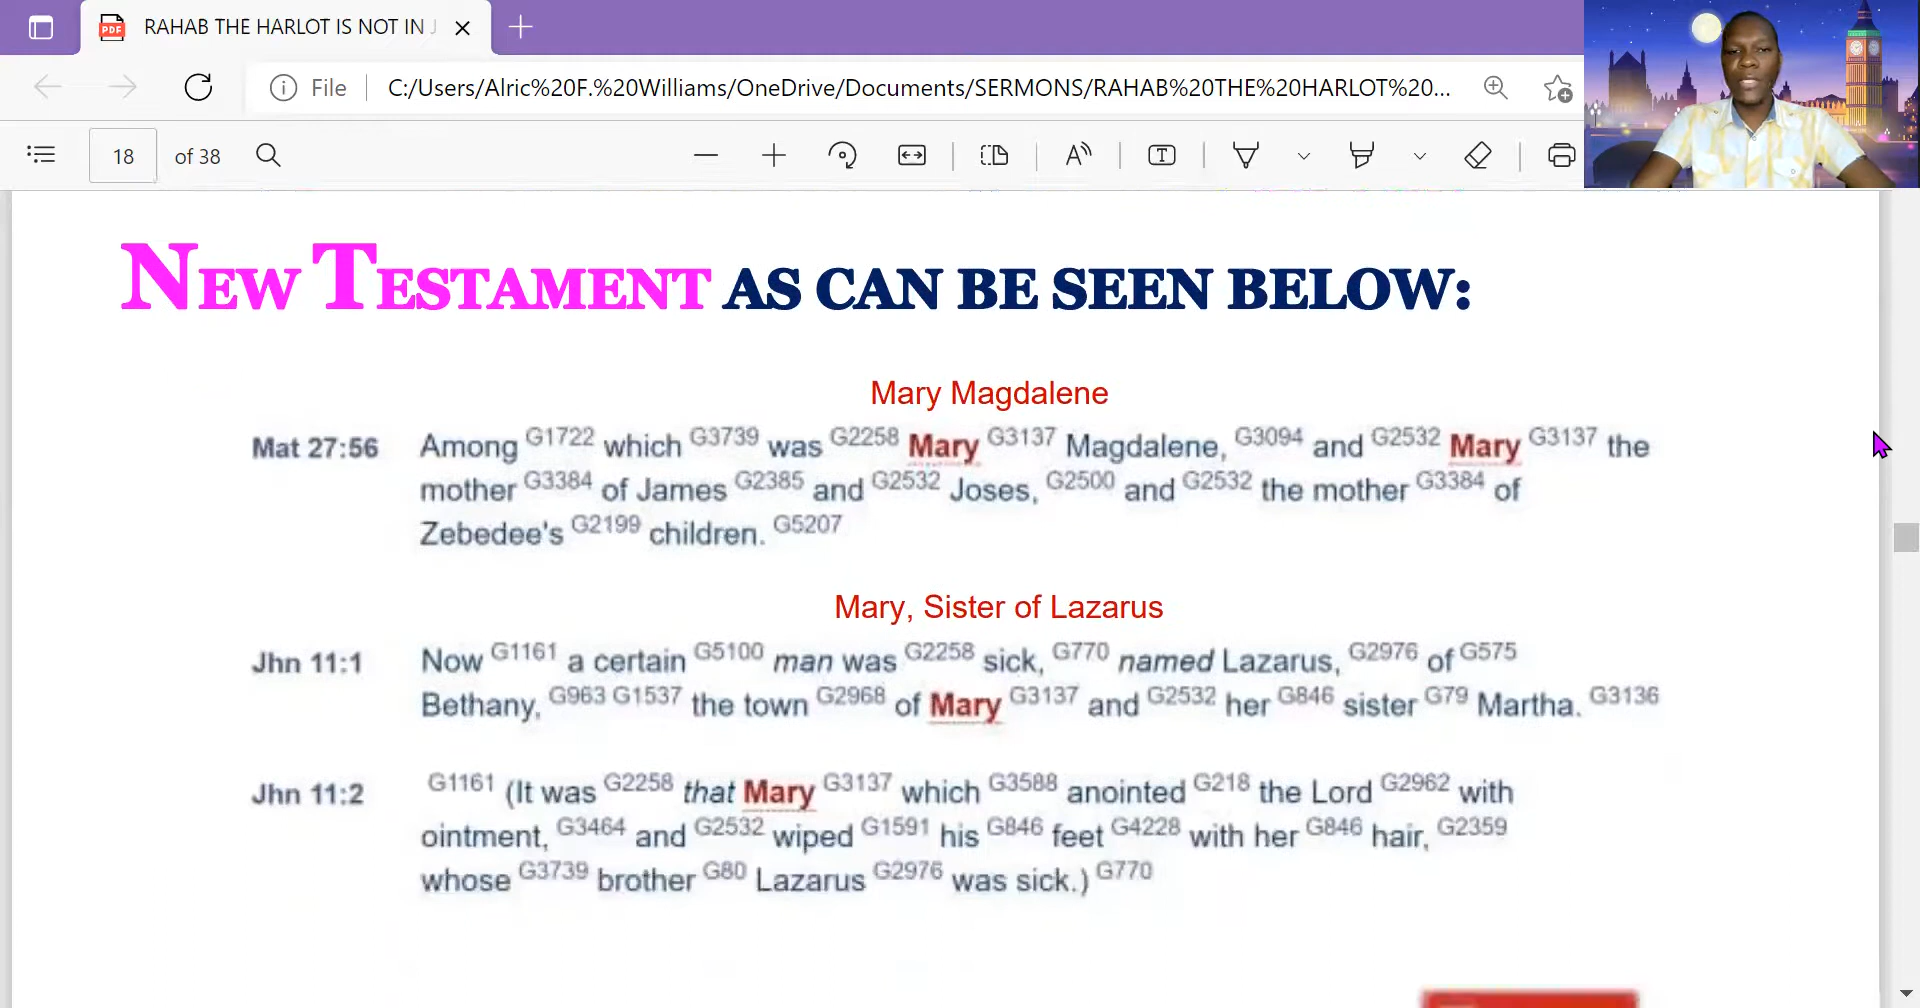 RAHAB THE HARLOT IS NOT IN J
File C:/Users/Alric%20F.%20Williams/OneDrive/Documents/SERMONS/RAHAB%20THE%20HARLOT%20...
18 of 38
NEW TESTAMENT AS CAN BE SEEN BELOW:
Mary Magdalene
Mat 27:56 Among G1722 which G3739 was G2258 Mary G3137 Magdalene, G3094 and G2532 Mary G3137 the
mother G3384 of James G2385 and G2532 Joses, G2500 and G2532 the mother G3384 of
Zebedee's G2199 children. G5207
Mary, Sister of Lazarus
Jhn 11:1 Now G1161 a certain G5100 man was G2258 sick, G770 named Lazarus, G2976 of G575
Bethany, G963 G1537 the town G2968 of Mary G3137 and G2532 her G846 sister G79 Martha. G3136
Jhn 11:2 G1161 (It was G2258 that Mary G3137 which G3588 anointed G218 the Lord G2962 with
ointment, G3464 and G2532 wiped G1591 his G846 feet G4228 with her G846 hair, G2359
whose G3739 brother G80 Lazarus G2976 was sick.) G770